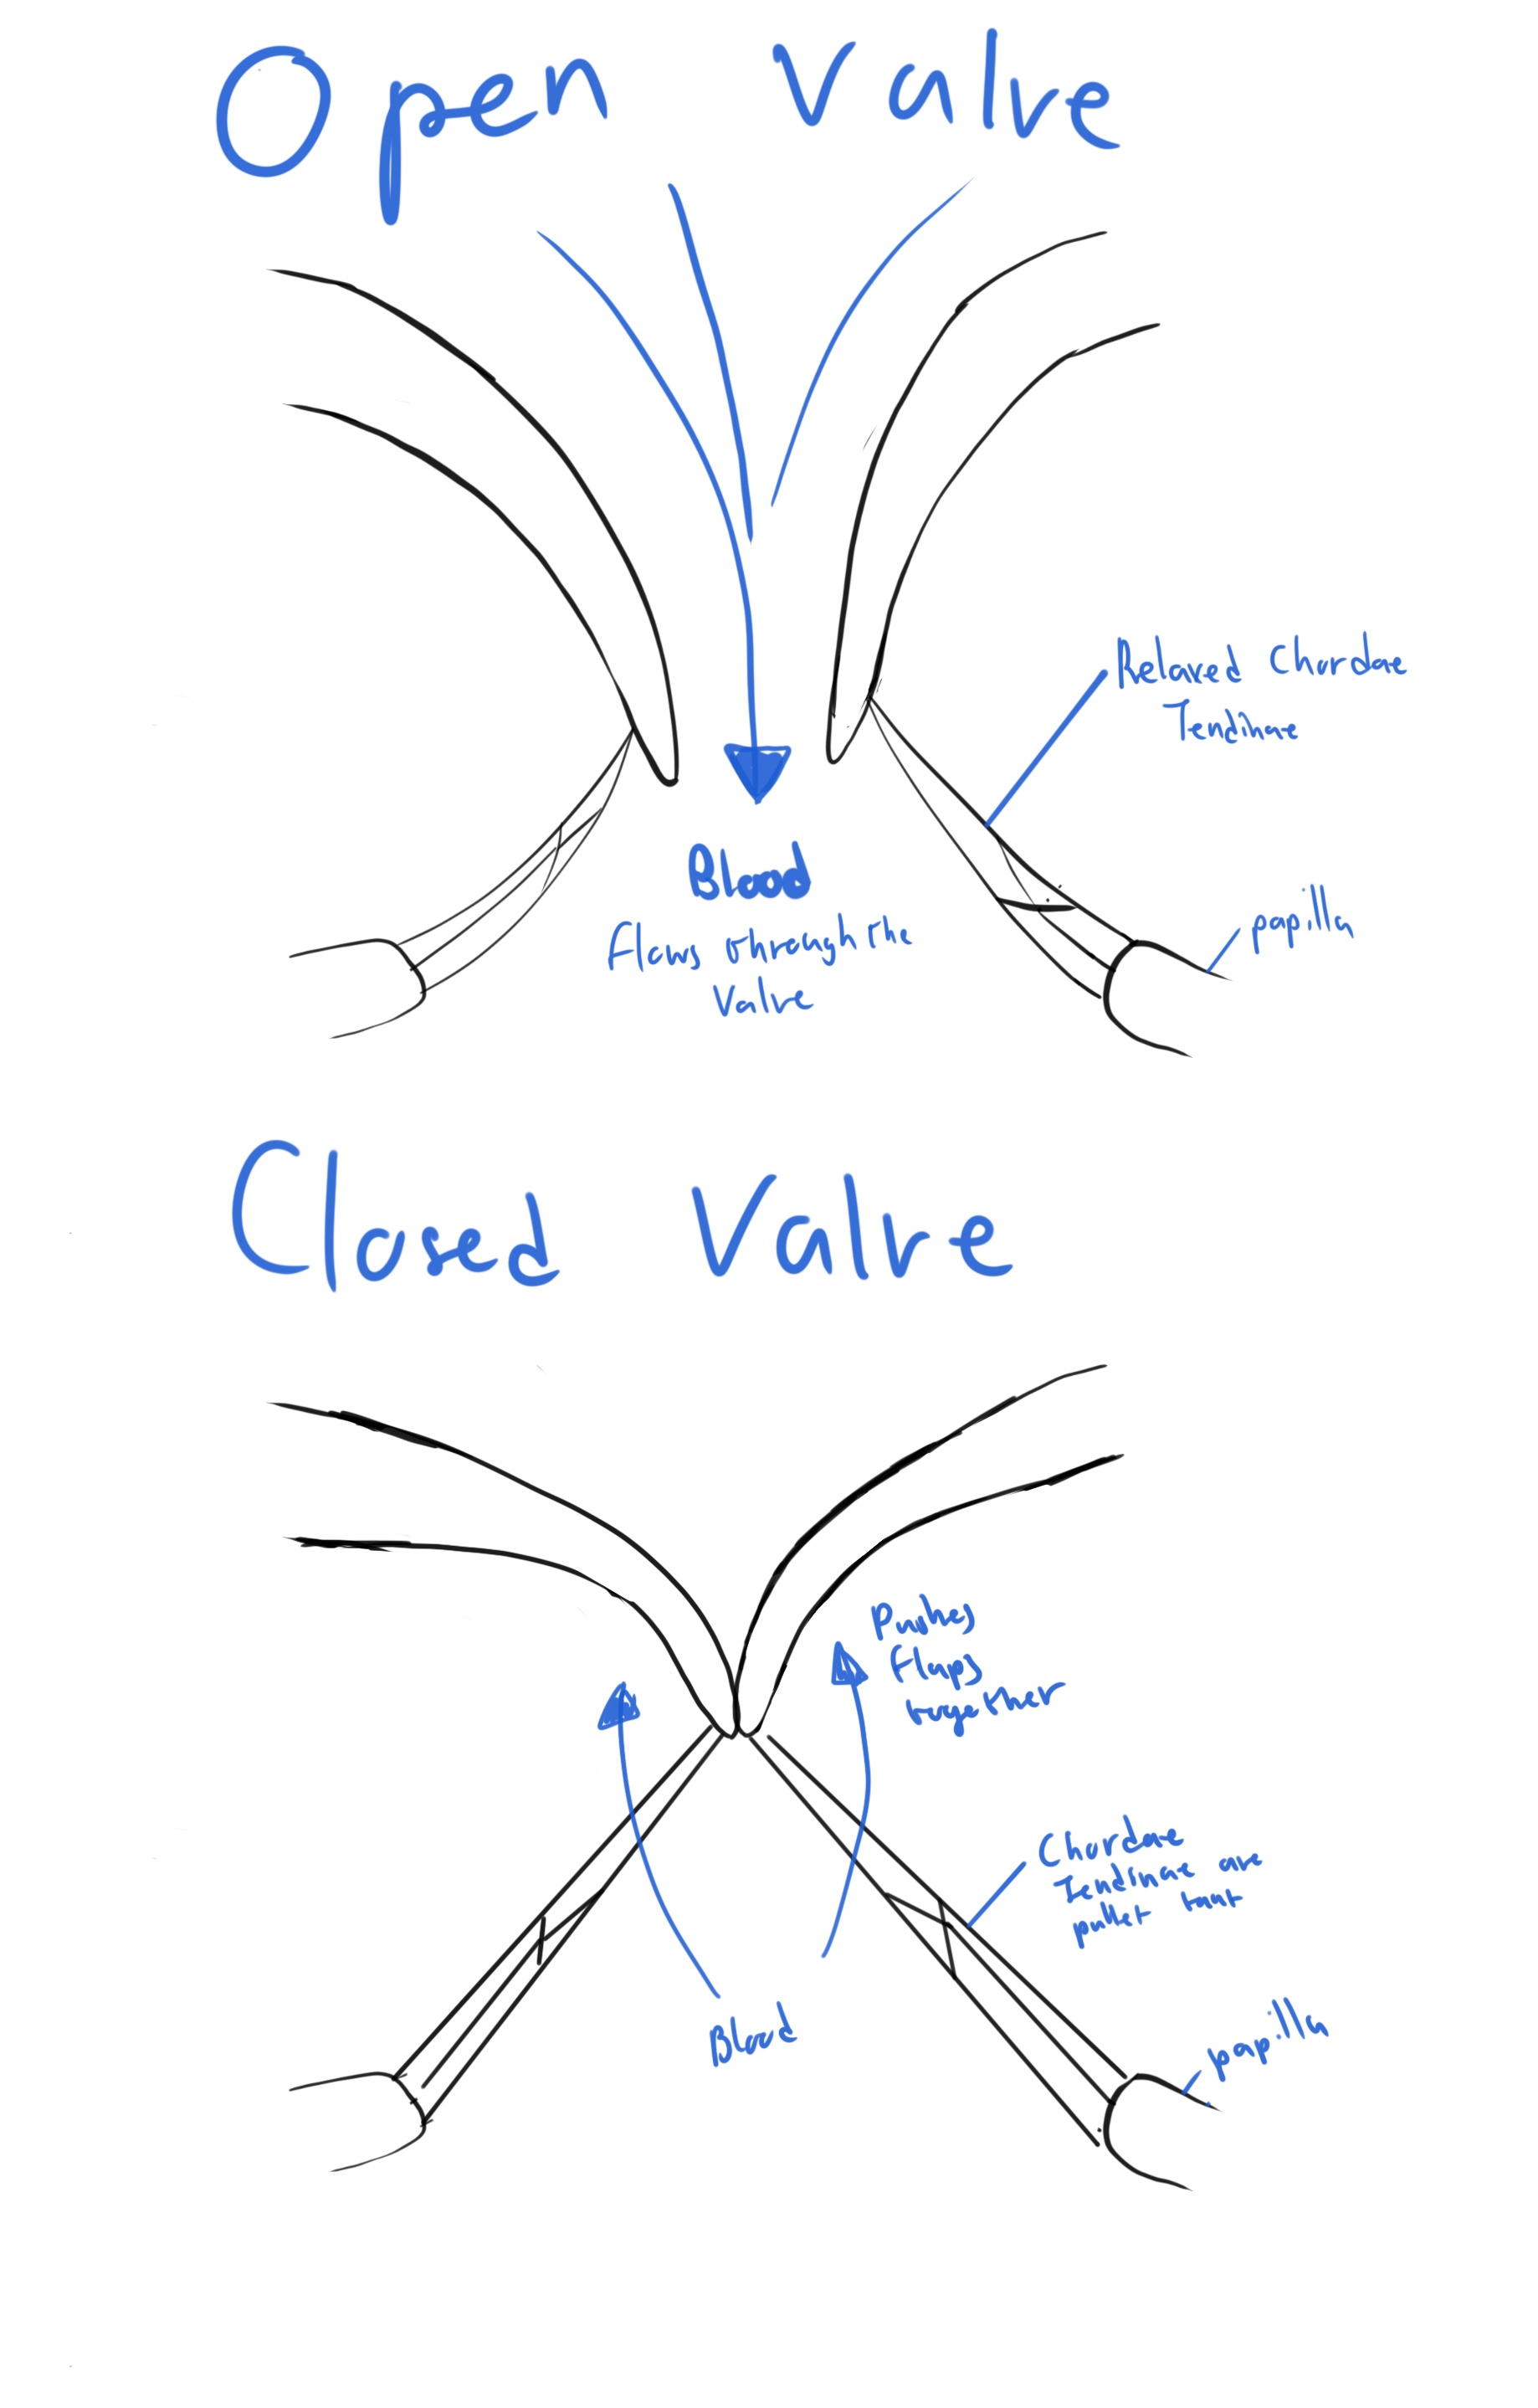 Open Valve
Relaxed Chordae
Tendinae
papilla
Blood
flows through the
Valve
Closed Valve
Pushes
flaps
together
Chordae
Tendinae are
pulled taut
papilla
Blood